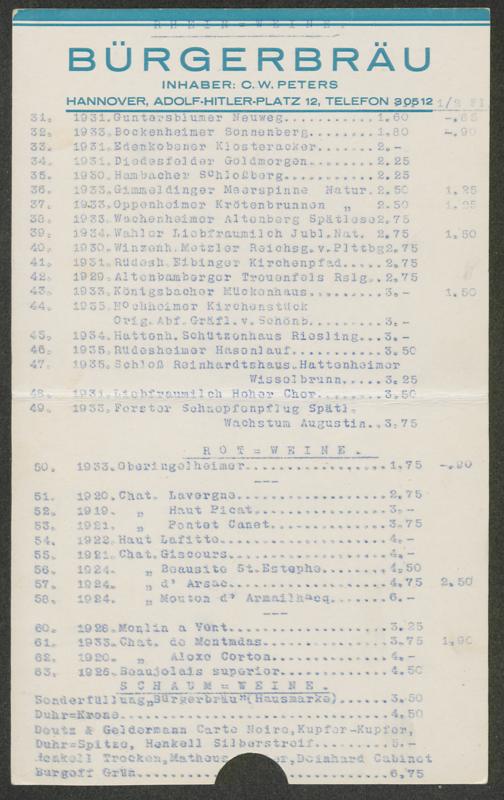 RHEIN=WEINE.
BÜRGERBRÄU
INHABER: C. W. PETERS
HANNOVER, ADOLF-HITLER-PLATZ 12, TELEFON 30512 1/2 Fl.
31. 1931.Guntersblumer Neuweg............1.60 -.85
32. 1933.Bockenheimer Sonnenberg.........1.80 -.90
33. 1931.Edenkobener Klosteracker........2.-
34. 1931.Diedesfelder Goldmorgen.........2.25
35. 1930.Hambacher Schloßberg............2.25
36. 1933.Gimmeldinger Meerspinne Natur.2.50 1.25
37. 1933.Oppenheimer Krötenbrunnen „ 2.50 1.25
38. 1933.Wachenheimer Altenberg Spätlese2.75
39. 1934.Wahler Liebfraumilch Jubl.Nat. 2.75 1.50
40. 1930.Winzenh.Metzler Reichsg.v.Plttbg2.75
41. 1931.Rüdesh.Eibinger Kirchenpfad.....2.75
42. 1929.Altenbamberger Trouenfels Rslg..2.75
43. 1933.Königsbacher Mückenhaus.........3.- 1.50
44. 1935.Hochheimer Kirchenstück
Orig.Abf.Gräfl.v.Schönb..........3.-
45. 1934.Hattenh.Schützenhaus Riesling...3.-
46. 1935.Rüdesheimer Hasenlauf...........3.50
47. 1935.Schloß Reinhardtshaus.Hattenheimer
Wisselbrunn.....3.25
48. 1931.Liebfraumilch Hoher Chor........3.50
49. 1933.Forster Schnepfenpflug Spätl.
Wachstum Augustin..3.75
ROT=WEINE.
50. 1933.Oberingelheimer.................1.75 -.90
---
51. 1920.Chat. Lavergne..................2.75
52. 1919. „ Haut Picat................3.-
53. 1921. „ Pontet Canet..............3.75
54. 1922.Haut Lafitte....................4.-
55. 1921.Chat.Giscours...................4.-
56. 1924. „ Beausite St.Estephe........4.50
57. 1924. „ d' Arsac...................4.75 2.50
58. 1924. „ Mouton d' Armailhacq.......6.-
---
60. 1926.Monlin a Vent...................3.25
61. 1933.Chat. de Montmdas...............3.75 1.90
62. 1920. „ Aloxe Corton..............4.-
63. 1926.Beaujolais superior.............4.50
SCHAUM=WEINE.
Sonderfüllung„Bürgerbräu"(Hausmarke)......3.50
Duhr-Krone................................4.50
Deutz & Geldermann Carte Noire,Kupfer-Kupfer,
Duhr-Spitze, Henkell Silberstreif.........5.-
Henkell Trocken,Matheus Deinhard Cabinet
Burgeff Grün..............................6,75